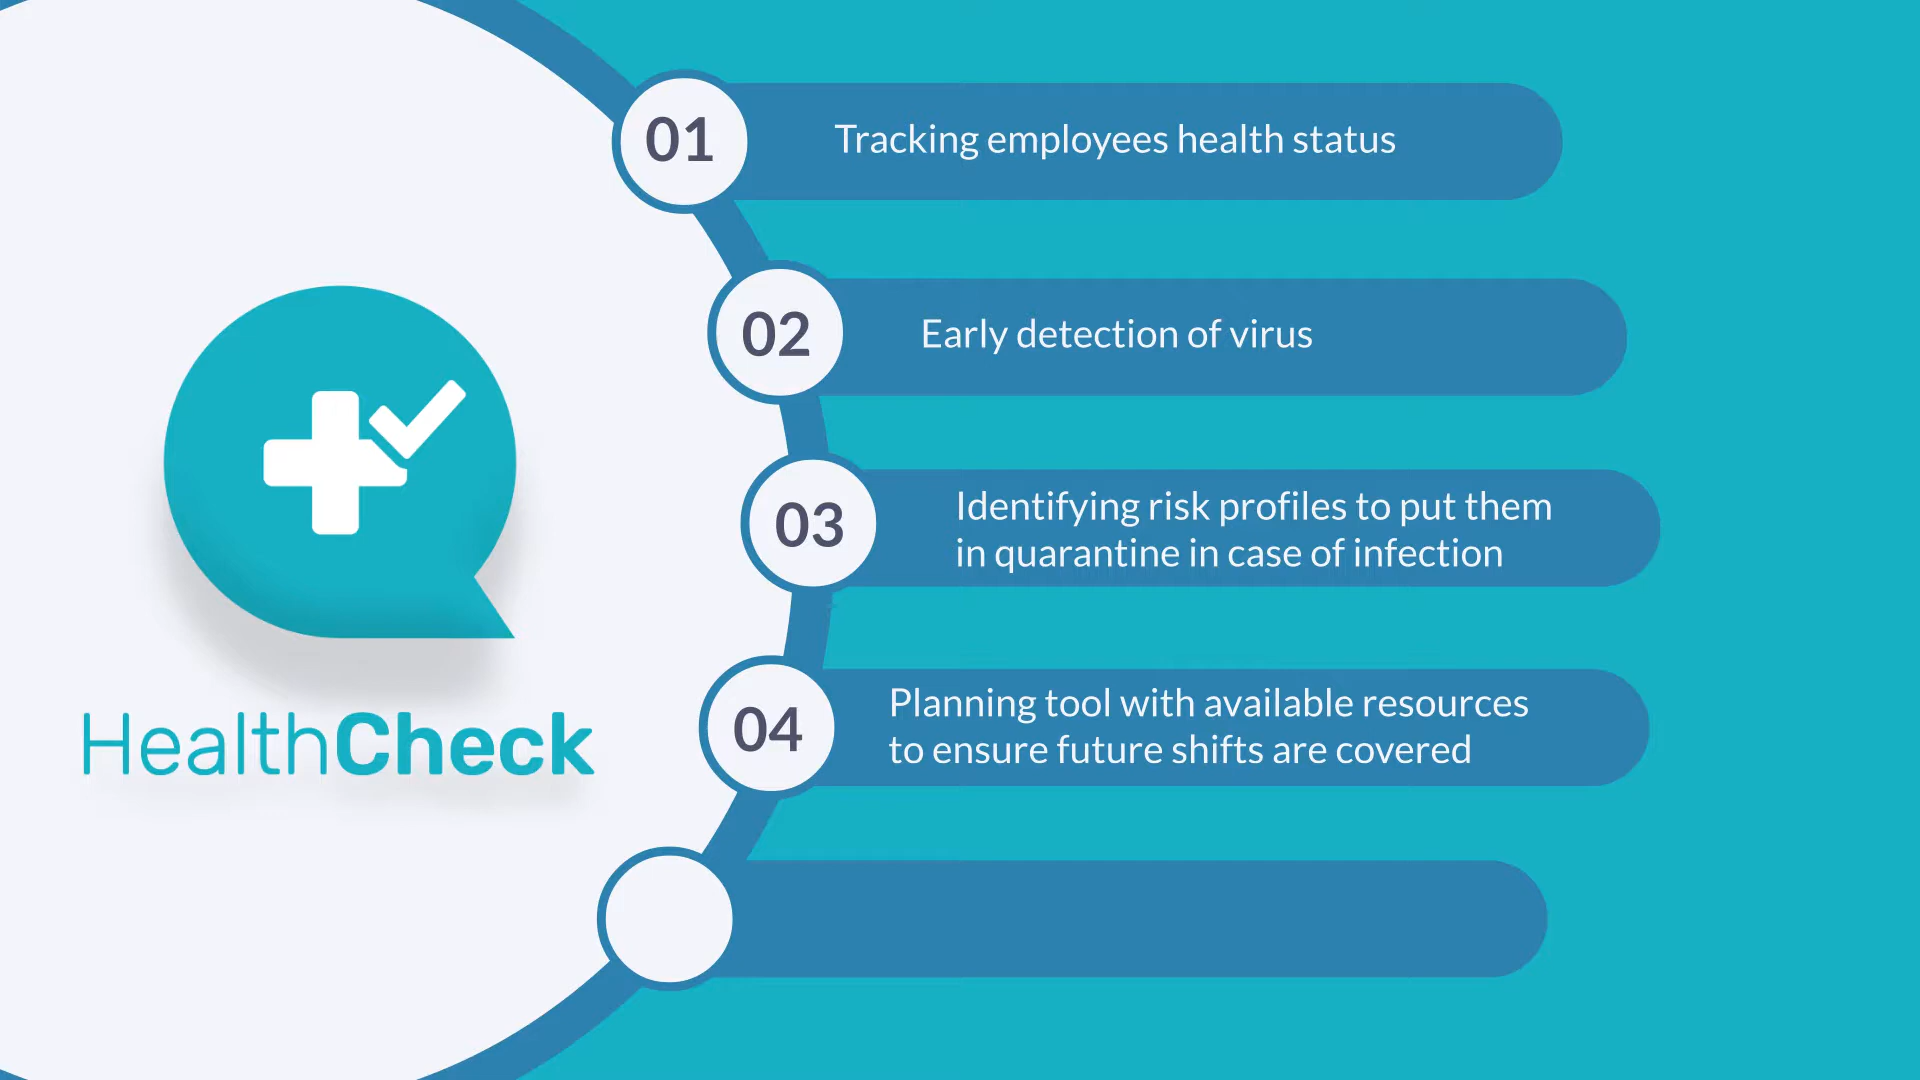 01
Tracking employees health status
02
Early detection of virus
03
Identifying risk profiles to put them
in quarantine in case of infection
04
Planning tool with available resources
to ensure future shifts are covered
HealthCheck